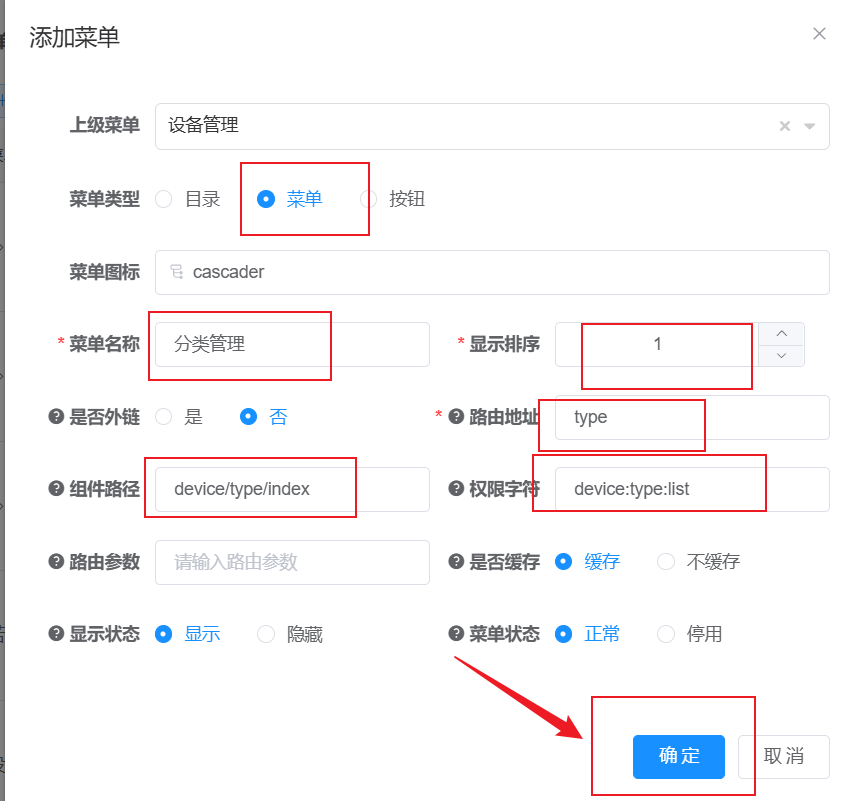 添加菜单
上级菜单 设备管理
菜单类型 目录 菜单 按钮
菜单图标 cascader
* 菜单名称 分类管理 * 显示排序 1
是否外链 是 否 * 路由地址 type
组件路径 device/type/index 权限字符 device:type:list
路由参数 请输入路由参数 是否缓存 缓存 不缓存
显示状态 显示 隐藏 菜单状态 正常 停用
确定 取消